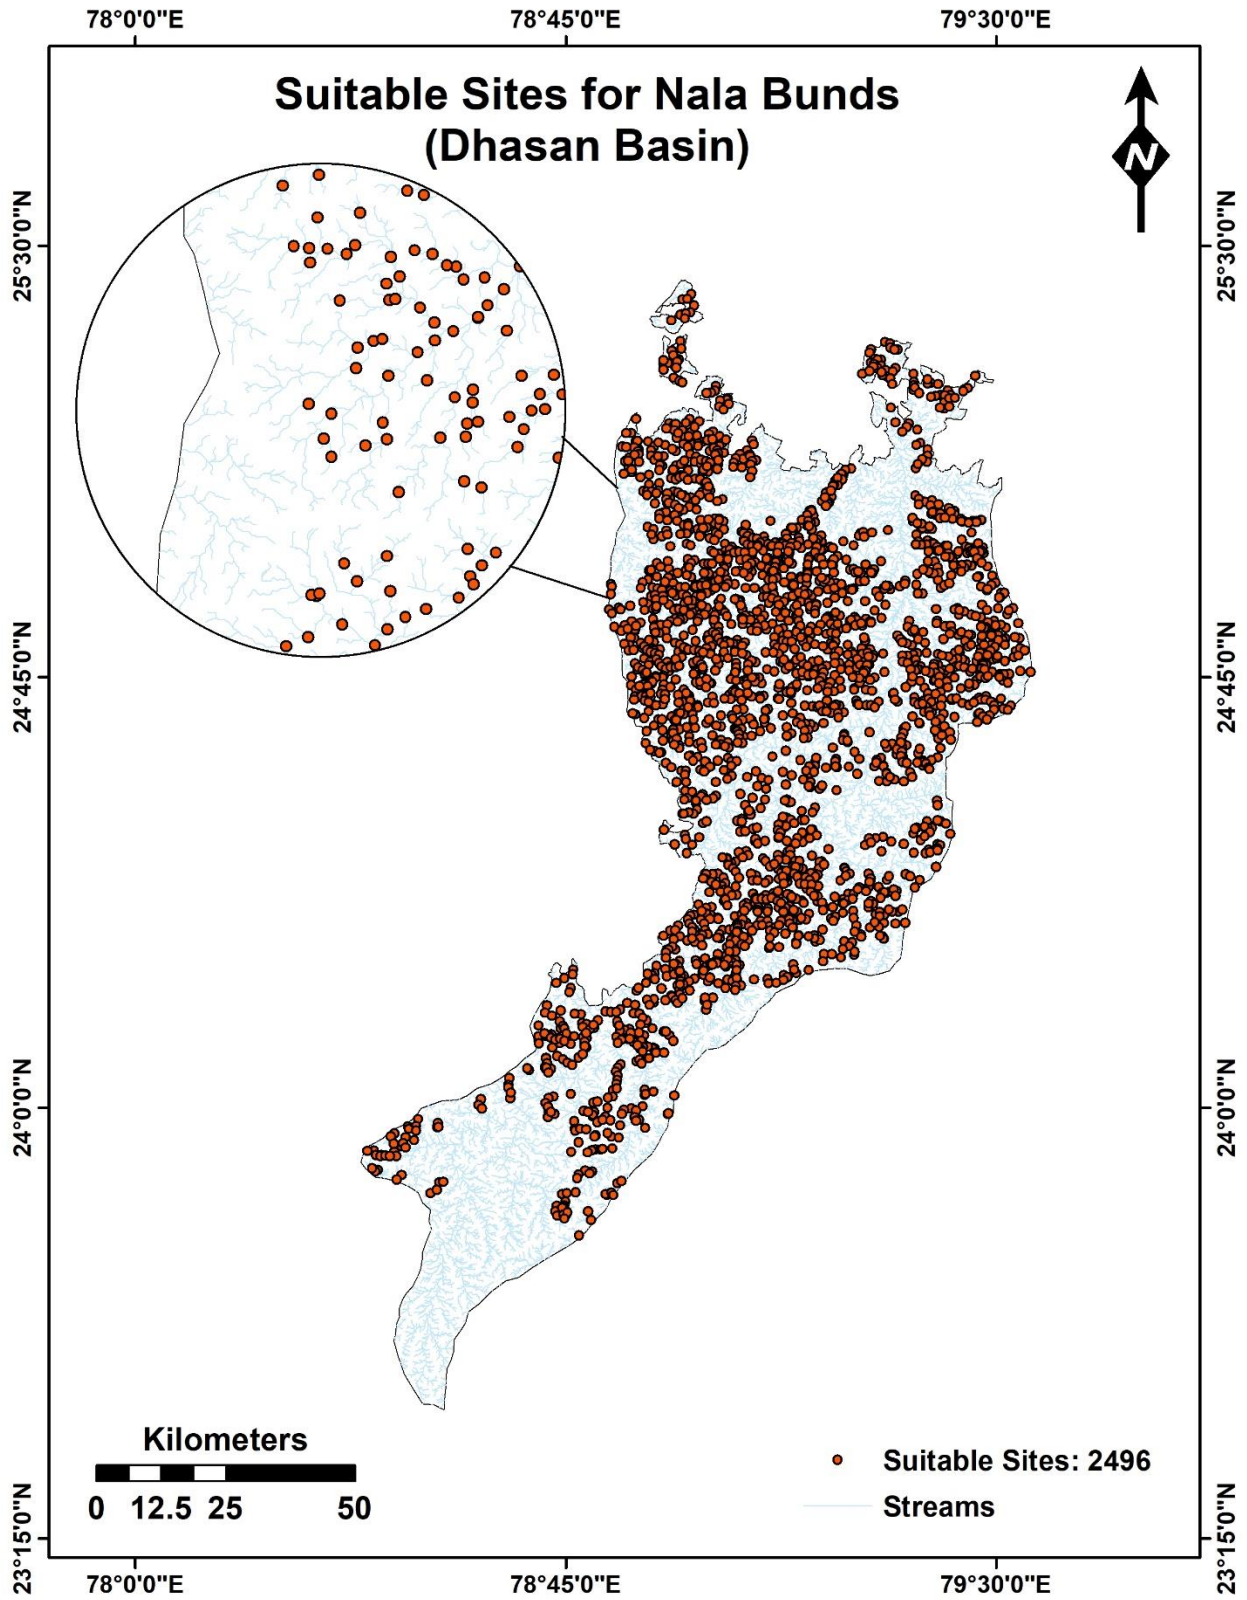 78°0'0"E 78°45'0"E 79°30'0"E
Suitable Sites for Nala Bunds
(Dhasan Basin)
N
25°30'0"N 25°30'0"N
24°45'0"N 24°45'0"N
24°0'0"N 24°0'0"N
Kilometers
0 12.5 25 50
Suitable Sites: 2496
Streams
23°15'0"N 23°15'0"N
78°0'0"E 78°45'0"E 79°30'0"E